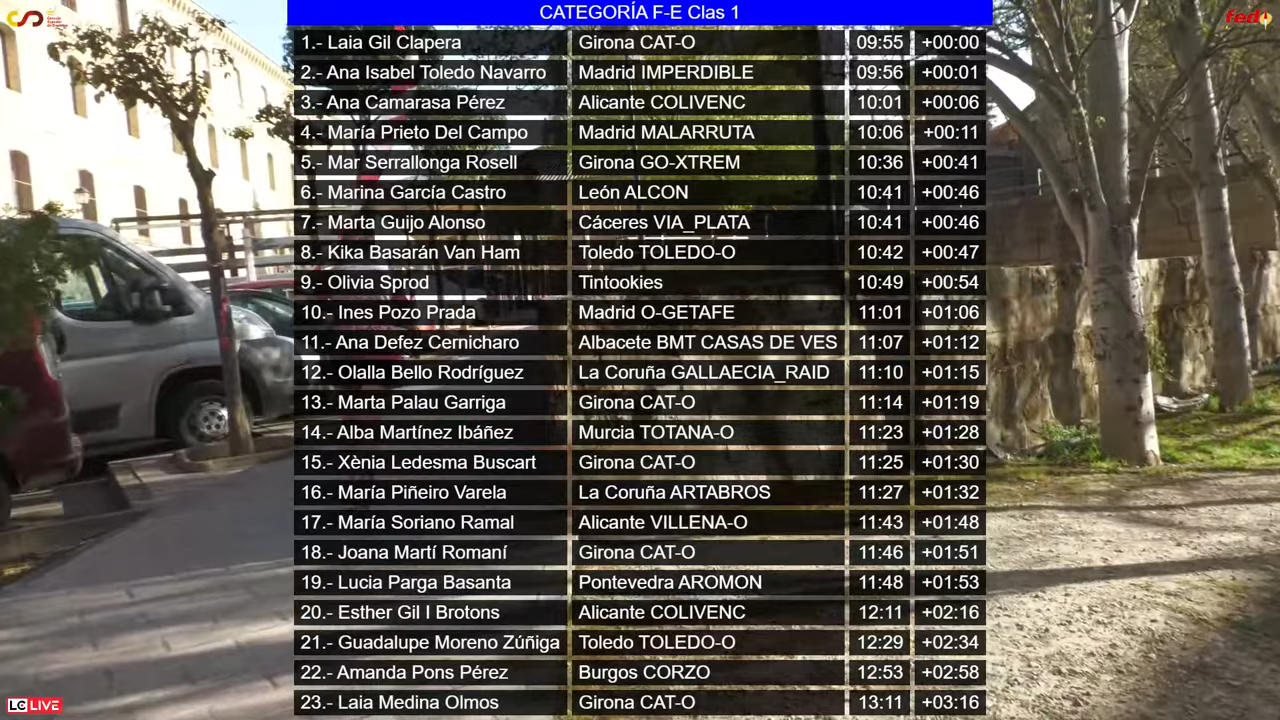 CATEGORÍA F-E Clas 1
fedo
1.- Laia Gil Clapera Girona CAT-O 09:55 +00:00
2.- Ana Isabel Toledo Navarro Madrid IMPERDIBLE 09:56 +00:01
3.- Ana Camarasa Pérez Alicante COLIVENC 10:01 +00:06
4.- María Prieto Del Campo Madrid MALARRUTA 10:06 +00:11
5.- Mar Serrallonga Rosell Girona GO-XTREM 10:36 +00:41
6.- Marina García Castro León ALCON 10:41 +00:46
7.- Marta Guijo Alonso Cáceres VIA_PLATA 10:41 +00:46
8.- Kika Basarán Van Ham Toledo TOLEDO-O 10:42 +00:47
9.- Olivia Sprod Tintookies 10:49 +00:54
10.- Ines Pozo Prada Madrid O-GETAFE 11:01 +01:06
11.- Ana Defez Cernicharo Albacete BMT CASAS DE VES 11:07 +01:12
12.- Olalla Bello Rodríguez La Coruña GALLAECIA_RAID 11:10 +01:15
13.- Marta Palau Garriga Girona CAT-O 11:14 +01:19
14.- Alba Martínez Ibáñez Murcia TOTANA-O 11:23 +01:28
15.- Xènia Ledesma Buscart Girona CAT-O 11:25 +01:30
16.- María Piñeiro Varela La Coruña ARTABROS 11:27 +01:32
17.- María Soriano Ramal Alicante VILLENA-O 11:43 +01:48
18.- Joana Martí Romaní Girona CAT-O 11:46 +01:51
19.- Lucia Parga Basanta Pontevedra AROMON 11:48 +01:53
20.- Esther Gil I Brotons Alicante COLIVENC 12:11 +02:16
21.- Guadalupe Moreno Zúñiga Toledo TOLEDO-O 12:29 +02:34
22.- Amanda Pons Pérez Burgos CORZO 12:53 +02:58
23.- Laia Medina Olmos Girona CAT-O 13:11 +03:16
LG LIVE